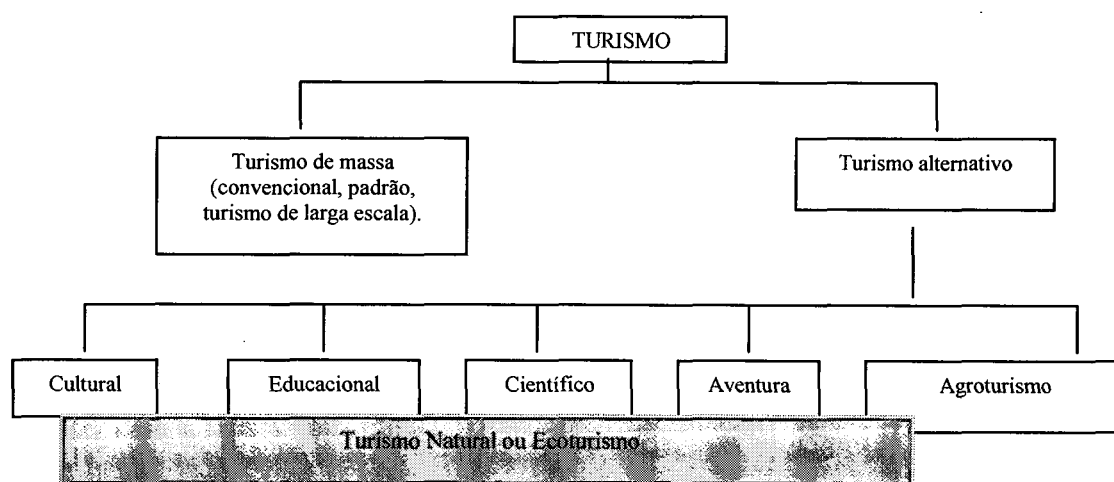 TURISMO
Turismo de massa
(convencional, padrão,
turismo de larga escala).
Turismo alternativo
Cultural
Educacional
Científico
Aventura
Agroturismo
Turismo Natural ou Ecoturismo